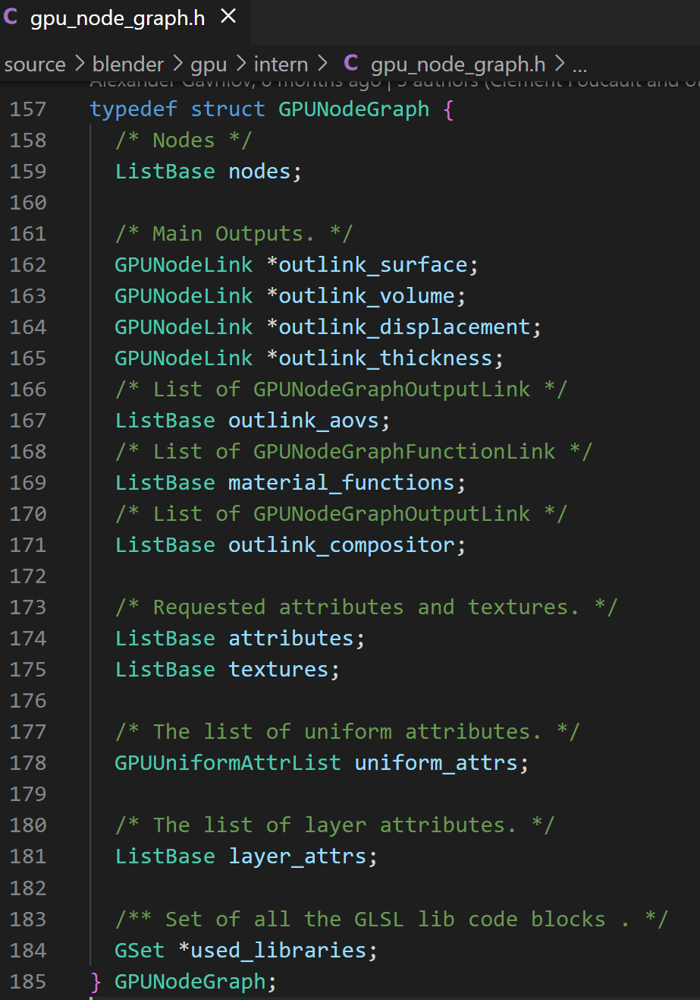 C gpu_node_graph.h ×
source > blender > gpu > intern > C gpu_node_graph.h > ...
Alexander Gavrilov, 8 months ago | 5 authors (Clément Foucault and
157 typedef struct GPUNodeGraph {
158 /* Nodes */
159 ListBase nodes;
160
161 /* Main Outputs. */
162 GPUNodeLink *outlink_surface;
163 GPUNodeLink *outlink_volume;
164 GPUNodeLink *outlink_displacement;
165 GPUNodeLink *outlink_thickness;
166 /* List of GPUNodeGraphOutputLink */
167 ListBase outlink_aovs;
168 /* List of GPUNodeGraphFunctionLink */
169 ListBase material_functions;
170 /* List of GPUNodeGraphOutputLink */
171 ListBase outlink_compositor;
172
173 /* Requested attributes and textures. */
174 ListBase attributes;
175 ListBase textures;
176
177 /* The list of uniform attributes. */
178 GPUUniformAttrList uniform_attrs;
179
180 /* The list of layer attributes. */
181 ListBase layer_attrs;
182
183 /** Set of all the GLSL lib code blocks . */
184 GSet *used_libraries;
185 } GPUNodeGraph;